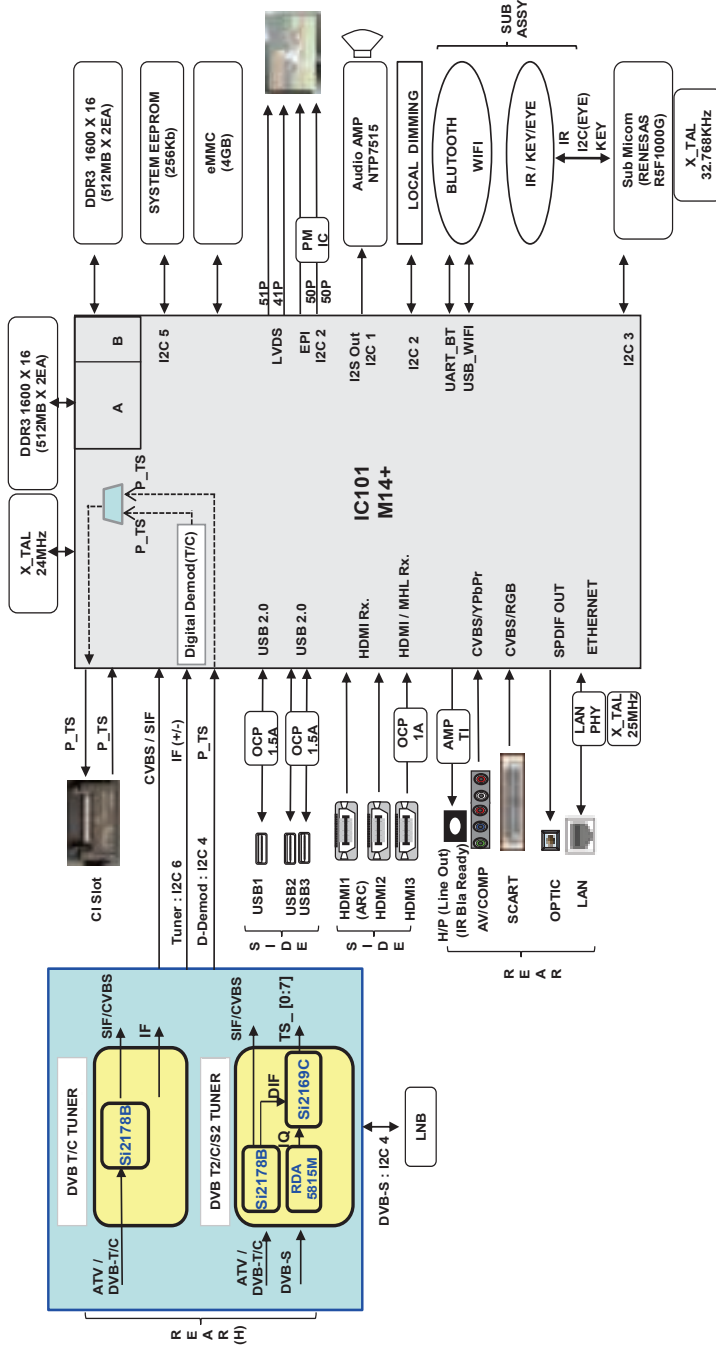 REAR
(H)
ATV /
DVB-T/C
DVB T/C TUNER
Si2178B
SIF/CVBS
IF
ATV /
DVB-T/C
DVB-S
DVB T2/C/S2 TUNER
Si2178B
DIF
IQ
RDA
5815M
Si2169C
SIF/CVBS
TS_ [0:7]
DVB-S : I2C 4
LNB
CI Slot
P_TS
P_TS
CVBS / SIF
Tuner : I2C 6
IF (+/-)
D-Demod : I2C 4
P_TS
SIDE
USB1
USB2
USB3
OCP
1.5A
OCP
1.5A
SIDE
HDMI1
(ARC)
HDMI2
HDMI3
OCP
1A
REAR
H/P (Line Out)
(IR Bla Ready)
AV/COMP
SCART
OPTIC
LAN
AMP
TI
LAN
PHY
X_TAL
25MHz
X_TAL
24MHz
DDR3 1600 X 16
(512MB X 2EA)
A
B
P_TS
P_TS
Digital Demod(T/C)
USB 2.0
USB 2.0
HDMI Rx.
HDMI / MHL Rx.
CVBS/YPbPr
CVBS/RGB
SPDIF OUT
ETHERNET
IC101
M14+
I2C 5
LVDS
EPI
I2C 2
I2S Out
I2C 1
I2C 2
UART_BT
USB_WIFI
I2C 3
DDR3 1600 X 16
(512MB X 2EA)
SYSTEM EEPROM
(256Kb)
eMMC
(4GB)
51P
41P
50P
50P
PM
IC
Audio AMP
NTP7515
LOCAL DIMMING
BLUTOOTH
WIFI
IR / KEY/EYE
SUB
ASSY
IR
I2C(EYE)
KEY
Sub Micom
(RENESAS
R5F1000G)
X_TAL
32.768KHz